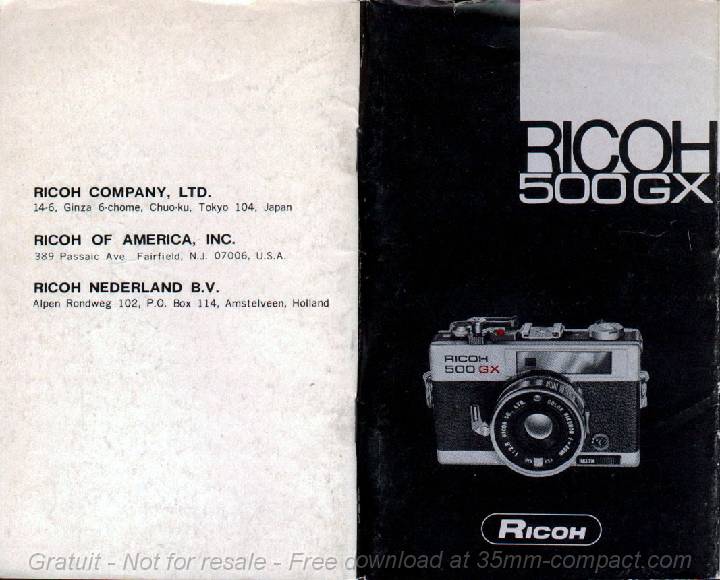 RICOH COMPANY, LTD.
14-6, Ginza 6-chome, Chuo-ku, Tokyo 104, Japan
RICOH OF AMERICA, INC.
389 Passaic Ave. Fairfield, N.J. 07006, U.S.A.
RICOH NEDERLAND B.V.
Alpen Rondweg 102, P.O. Box 114, Amstelveen, Holland
RICOH
500 GX
RICOH
500 GX
RICOH
Gratuit - Not for resale - Free download at 35mm-compact.com